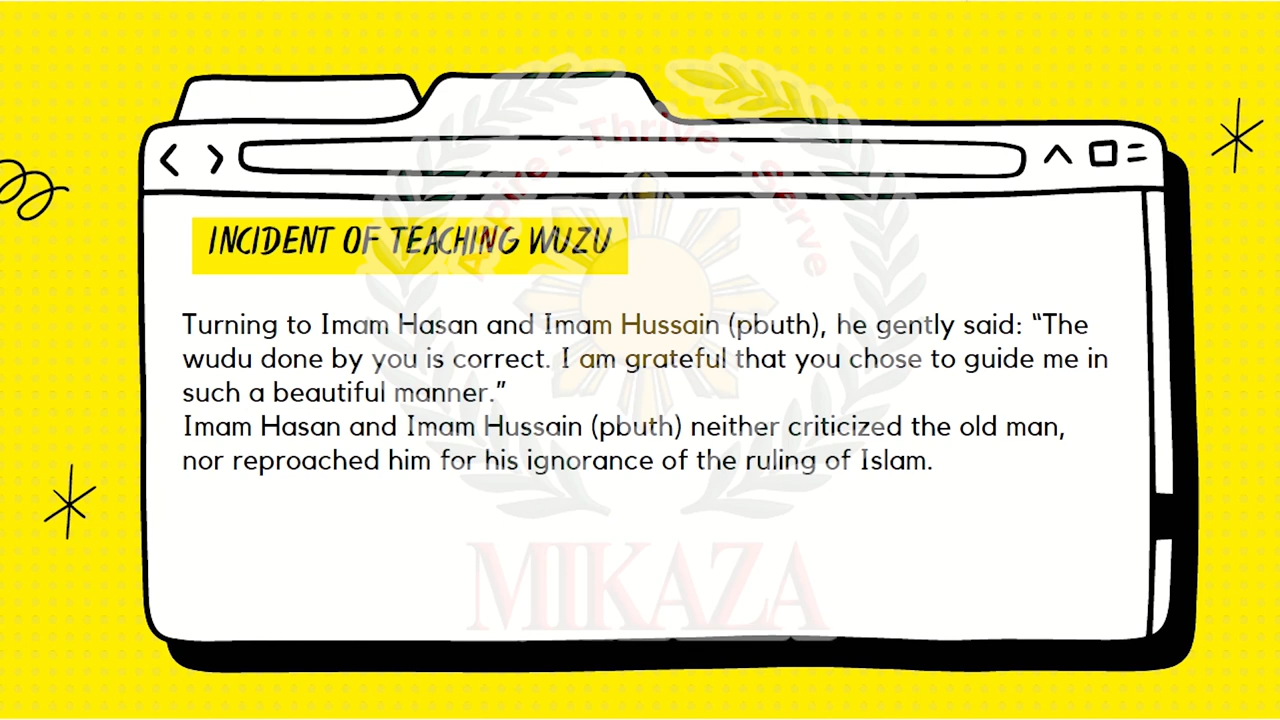 Aspire - Thrive - Serve
INCIDENT OF TEACHING WUZU
Turning to Imam Hasan and Imam Hussain (pbuth), he gently said: “The
wudu done by you is correct. I am grateful that you chose to guide me in
such a beautiful manner.”
Imam Hasan and Imam Hussain (pbuth) neither criticized the old man,
nor reproached him for his ignorance of the ruling of Islam.
MIKAZA